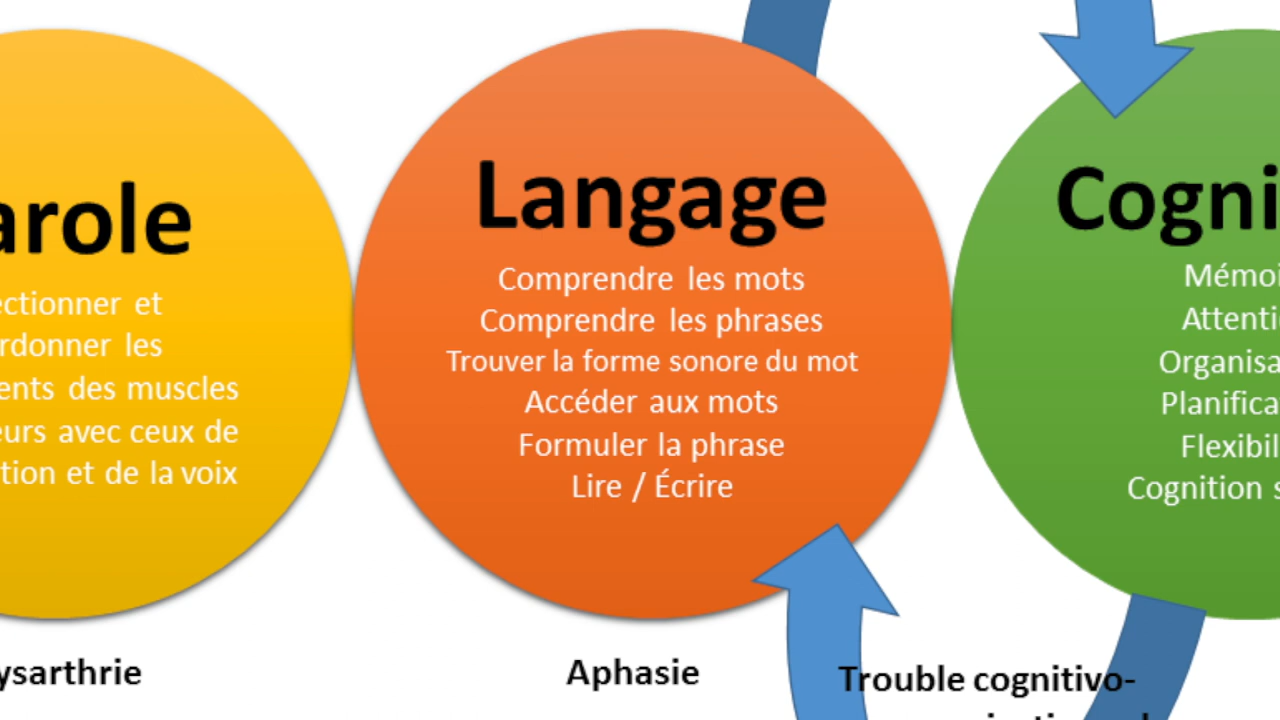 Langage
Comprendre les mots
Comprendre les phrases
Trouver la forme sonore du mot
Accéder aux mots
Formuler la phrase
Lire / Écrire
Aphasie
arole
ectionner et
rdonner les
ents des muscles
eurs avec ceux de
tion et de la voix
ysarthrie
Cogni
Mémoi
Attenti
Organisa
Planifica
Flexibil
Cognition s
Trouble cognitivo-